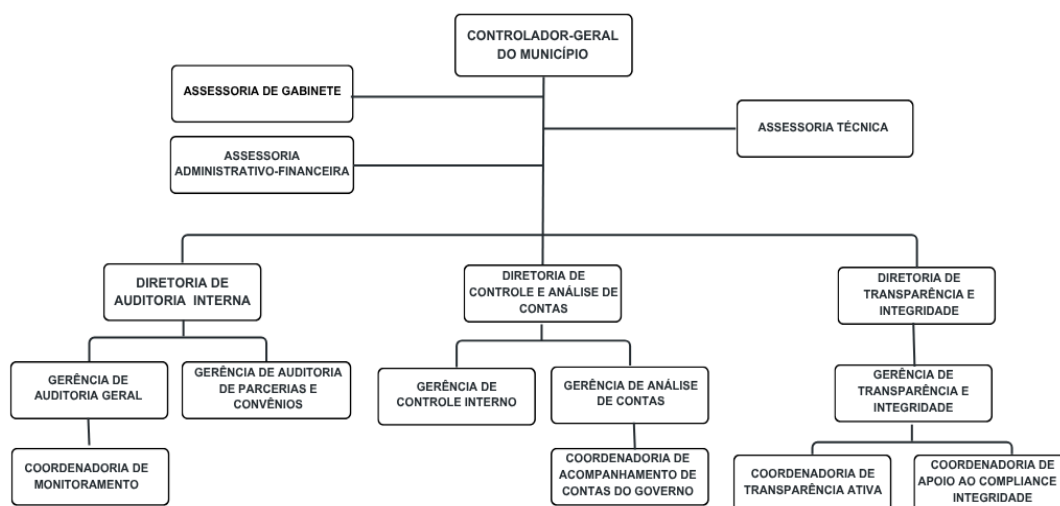 CONTROLADOR-GERAL
DO MUNICÍPIO
ASSESSORIA DE GABINETE
ASSESSORIA TÉCNICA
ASSESSORIA
ADMINISTRATIVO-FINANCEIRA
DIRETORIA DE
AUDITORIA INTERNA
DIRETORIA DE
CONTROLE E ANÁLISE DE
CONTAS
DIRETORIA DE
TRANSPARÊNCIA E
INTEGRIDADE
GERÊNCIA DE
AUDITORIA GERAL
GERÊNCIA DE AUDITORIA
DE PARCERIAS E
CONVÊNIOS
GERÊNCIA DE
CONTROLE INTERNO
GERÊNCIA DE ANÁLISE
DE CONTAS
GERÊNCIA DE
TRANSPARÊNCIA E
INTEGRIDADE
COORDENADORIA DE
MONITORAMENTO
COORDENADORIA DE
ACOMPANHAMENTO DE
CONTAS DO GOVERNO
COORDENADORIA DE
TRANSPARÊNCIA ATIVA
COORDENADORIA DE
APOIO AO COMPLIANCE
INTEGRIDADE